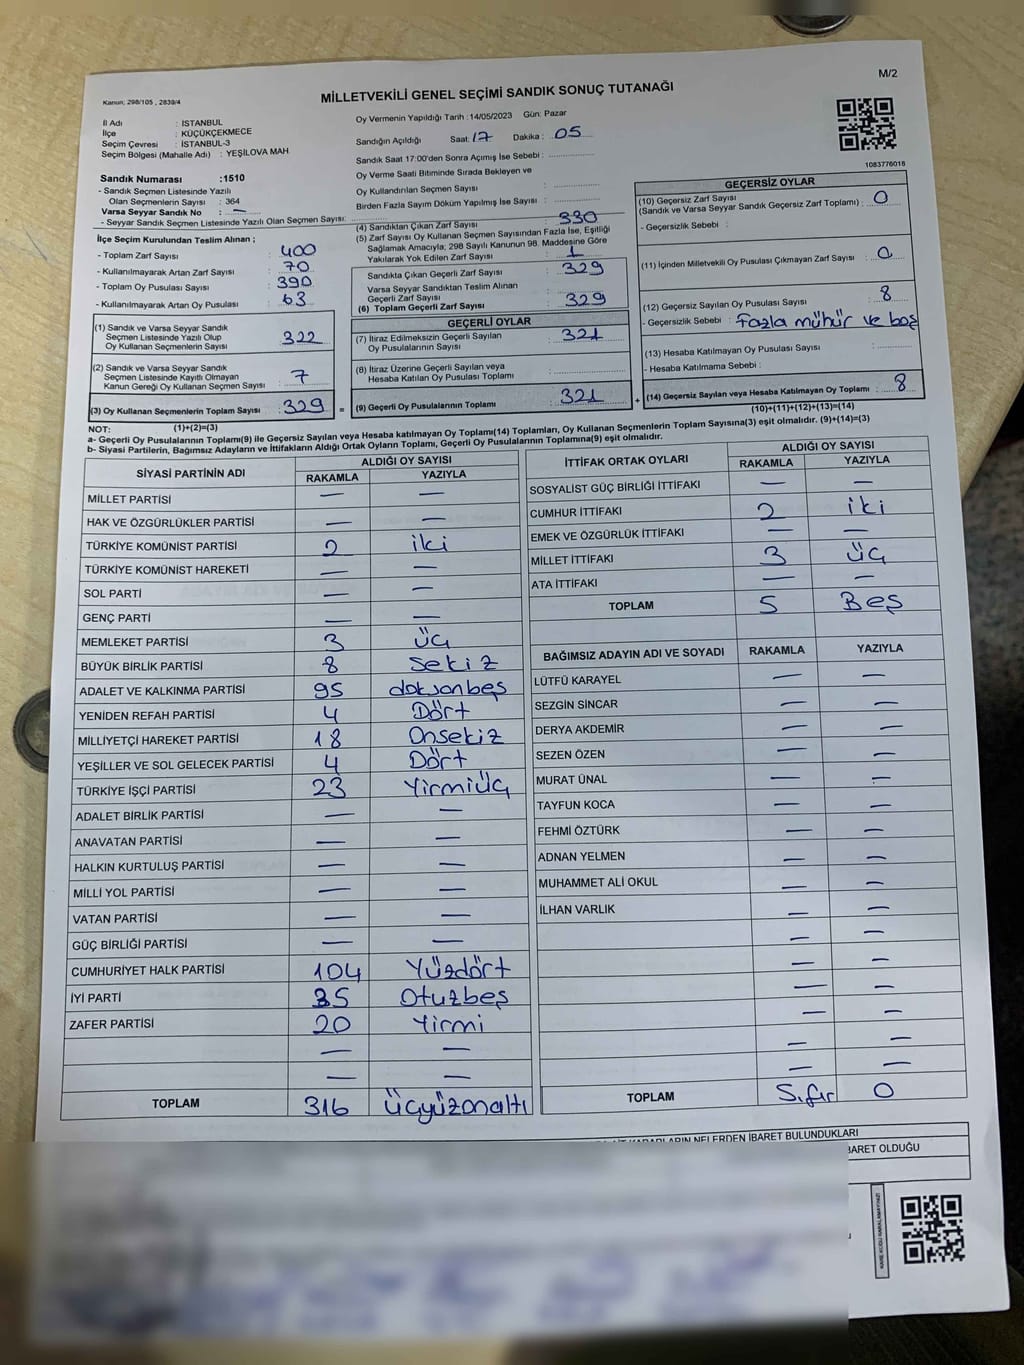 M/2
Kanun; 298/105 , 2839/4
MİLLETVEKİLİ GENEL SEÇİMİ SANDIK SONUÇ TUTANAĞI
İl Adı : İSTANBUL
İlçe : KÜÇÜKÇEKMECE
Seçim Çevresi : İSTANBUL-3
Seçim Bölgesi (Mahalle Adı) : YEŞİLOVA MAH.
Sandık Numarası :1510
- Sandık Seçmen Listesinde Yazılı
Olan Seçmenlerin Sayısı : 364
Varsa Seyyar Sandık No : —
- Seyyar Sandık Seçmen Listesinde Yazılı Olan Seçmen Sayısı:
Oy Vermenin Yapıldığı Tarih :14/05/2023 Gün: Pazar
Sandığın Açıldığı Saat: 17 Dakika : 05
Sandık Saat 17:00'den Sonra Açımış İse Sebebi :
Oy Verme Saati Bitiminde Sırada Bekleyen ve
Oy Kullandırılan Seçmen Sayısı :
Birden Fazla Sayım Döküm Yapılmış İse Sayısı :
1083776018
İlçe Seçim Kurulundan Teslim Alınan ;
- Toplam Zarf Sayısı : 400
- Kullanılmayarak Artan Zarf Sayısı : 70
- Toplam Oy Pusulası Sayısı : 390
- Kullanılmayarak Artan Oy Pusulası : 63
(1) Sandık ve Varsa Seyyar Sandık
Seçmen Listesinde Yazılı Olup
Oy Kullanan Seçmenlerin Sayısı : 322
(2) Sandık ve Varsa Seyyar Sandık
Seçmen Listesinde Kayıtlı Olmayan
Kanun Gereği Oy Kullanan Seçmen Sayısı : 7
(3) Oy Kullanan Seçmenlerin Toplam Sayısı : 329
(4) Sandıktan Çıkan Zarf Sayısı : 330
(5) Zarf Sayısı Oy Kullanan Seçmen Sayısından Fazla İse, Eşitliği
Sağlamak Amacıyla; 298 Sayılı Kanunun 98. Maddesine Göre
Yakılarak Yok Edilen Zarf Sayısı : 1
Sandıkta Çıkan Geçerli Zarf Sayısı : 329
Varsa Seyyar Sandıktan Teslim Alınan
Geçerli Zarf Sayısı :
(6) Toplam Geçerli Zarf Sayısı : 329
GEÇERLİ OYLAR
(7) İtiraz Edilmeksizin Geçerli Sayılan
Oy Pusulalarının Sayısı : 321
(8) İtiraz Üzerine Geçerli Sayılan veya
Hesaba Katılan Oy Pusulası Toplamı :
= (9) Geçerli Oy Pusulalarının Toplamı : 321 +
GEÇERSİZ OYLAR
(10) Geçersiz Zarf Sayısı : 0
(Sandık ve Varsa Seyyar Sandık Geçersiz Zarf Toplamı)
- Geçersizlik Sebebi :
(11) İçinden Milletvekili Oy Pusulası Çıkmayan Zarf Sayısı : 0
(12) Geçersiz Sayılan Oy Pusulası Sayısı : 8
- Geçersizlik Sebebi : fazla mühür ve boş
(13) Hesaba Katılmayan Oy Pusulası Sayısı :
- Hesaba Katılmama Sebebi :
(14) Geçersiz Sayılan veya Hesaba Katılmayan Oy Toplamı : 8
NOT: (1)+(2)=(3) (10)+(11)+(12)+(13)=(14)
a- Geçerli Oy Pusulalarının Toplamı(9) ile Geçersiz Sayılan veya Hesaba katılmayan Oy Toplamı(14) Toplamları, Oy Kullanan Seçmenlerin Toplam Sayısına(3) eşit olmalıdır. (9)+(14)=(3)
b- Siyasi Partilerin, Bağımsız Adayların ve İttifakların Aldığı Oyların Toplamı, Geçerli Oy Pusulalarının Toplamına(9) eşit olmalıdır.
SİYASİ PARTİNİN ADI ALDIĞI OY SAYISI
RAKAMLA YAZIYLA
MİLLET PARTİSİ — —
HAK VE ÖZGÜRLÜKLER PARTİSİ — —
TÜRKİYE KOMÜNİST PARTİSİ 2 iki
TÜRKİYE KOMÜNİST HAREKETİ — —
SOL PARTİ — —
GENÇ PARTİ — —
MEMLEKET PARTİSİ 3 üç
BÜYÜK BİRLİK PARTİSİ 8 sekiz
ADALET VE KALKINMA PARTİSİ 95 doksanbeş
YENİDEN REFAH PARTİSİ 4 Dört
MİLLİYETÇİ HAREKET PARTİSİ 18 Onsekiz
YEŞİLLER VE SOL GELECEK PARTİSİ 4 Dört
TÜRKİYE İŞÇİ PARTİSİ 23 Yirmiüç
ADALET BİRLİK PARTİSİ — —
ANAVATAN PARTİSİ — —
HALKIN KURTULUŞ PARTİSİ — —
MİLLİ YOL PARTİSİ — —
VATAN PARTİSİ — —
GÜÇ BİRLİĞİ PARTİSİ — —
CUMHURİYET HALK PARTİSİ 104 Yüzdört
İYİ PARTİ 35 Otuzbeş
ZAFER PARTİSİ 20 Yirmi
— —
— —
TOPLAM 316 üçyüzonaltı
İTTİFAK ORTAK OYLARI ALDIĞI OY SAYISI
RAKAMLA YAZIYLA
SOSYALİST GÜÇ BİRLİĞİ İTTİFAKI — —
CUMHUR İTTİFAKI 2 iki
EMEK VE ÖZGÜRLÜK İTTİFAKI — —
MİLLET İTTİFAKI 3 üç
ATA İTTİFAKI — —
TOPLAM 5 Beş
BAĞIMSIZ ADAYIN ADI VE SOYADI RAKAMLA YAZIYLA
LÜTFÜ KARAYEL — —
SEZGİN SİNCAR — —
DERYA AKDEMİR — —
SEZEN ÖZEN — —
MURAT ÜNAL — —
TAYFUN KOCA — —
FEHMİ ÖZTÜRK — —
ADNAN YELMEN — —
MUHAMMET ALİ OKUL — —
İLHAN VARLIK — —
— —
— —
— —
— —
— —
— —
TOPLAM Sıfır 0
NELERDEN İBARET BULUNDUKLARI
OLDUĞU